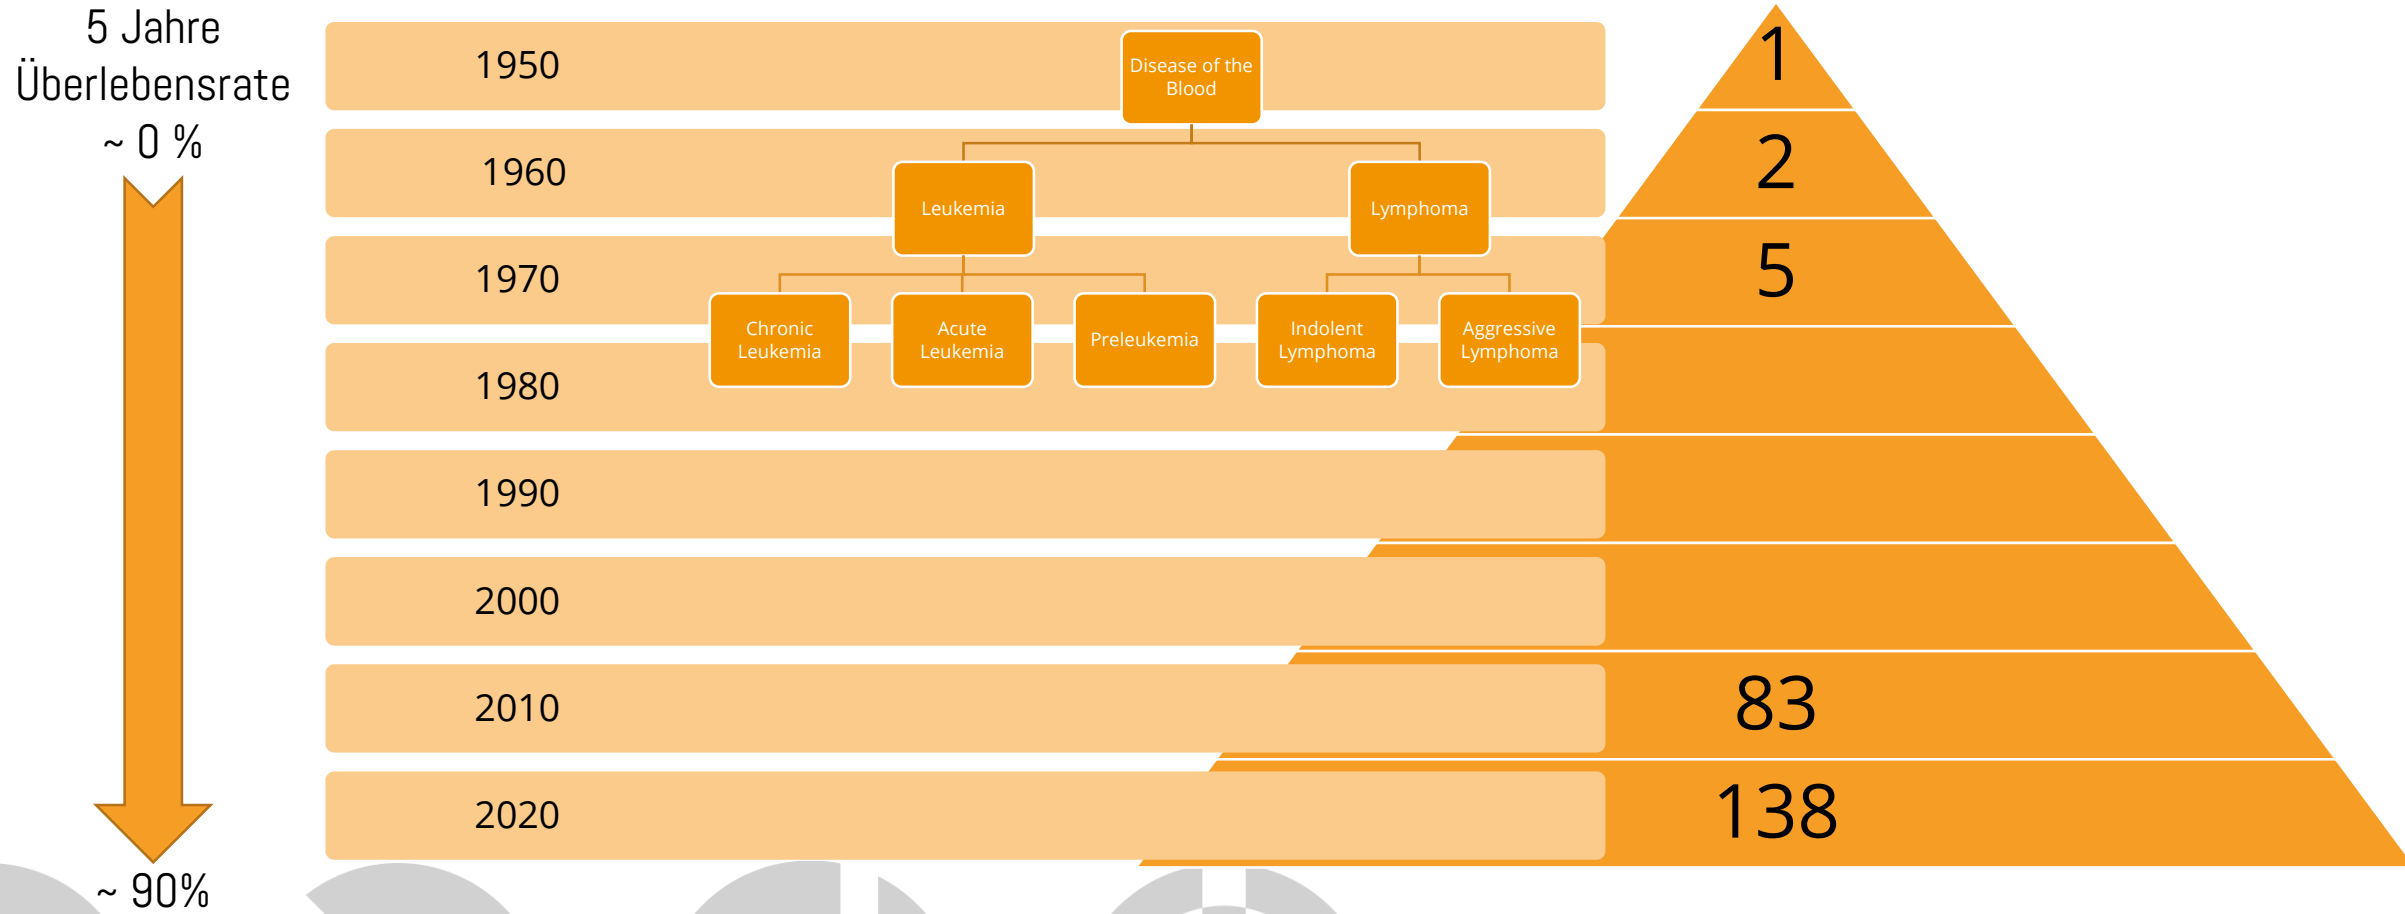 5 Jahre
Überlebensrate
~ 0 %
~ 90%
1950
1960
1970
1980
1990
2000
2010
2020
Disease of the
Blood
Leukemia
Lymphoma
Chronic
Leukemia
Acute
Leukemia
Preleukemia
Indolent
Lymphoma
Aggressive
Lymphoma
1
2
5
83
138